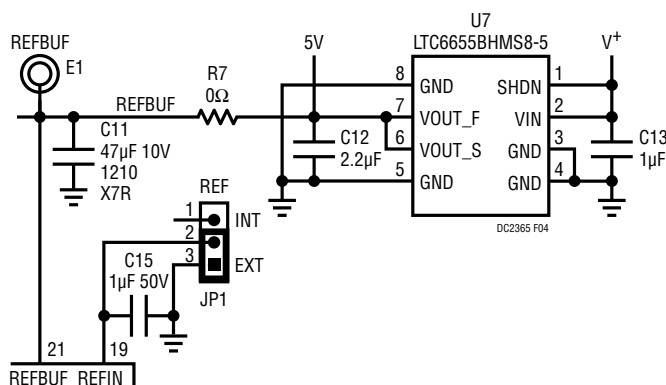 REFBUF
E1
REFBUF
R7
0Ω
C11
47µF 10V
1210
X7R
5V
C12
2.2µF
U7
LTC6655BHMS8-5
8 GND
7 VOUT_F
6 VOUT_S
5 GND
SHDN 1
VIN 2
GND 3
GND 4
V+
C13
1µF
DC2365 F04
REF
1 INT
2
3 EXT
JP1
C15
1µF 50V
21 19
REFBUF REFIN